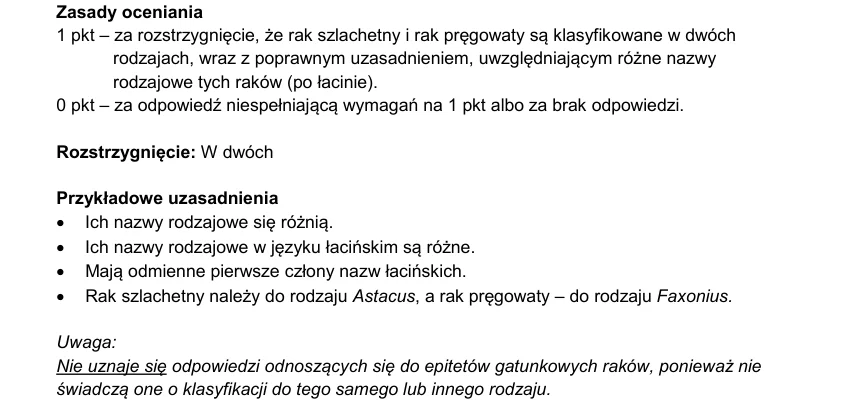 Zasady oceniania
1 pkt – za rozstrzygnięcie, że rak szlachetny i rak pręgowaty są klasyfikowane w dwóch
rodzajach, wraz z poprawnym uzasadnieniem, uwzględniającym różne nazwy
rodzajowe tych raków (po łacinie).
0 pkt – za odpowiedź niespełniającą wymagań na 1 pkt albo za brak odpowiedzi.
Rozstrzygnięcie: W dwóch
Przykładowe uzasadnienia
• Ich nazwy rodzajowe się różnią.
• Ich nazwy rodzajowe w języku łacińskim są różne.
• Mają odmienne pierwsze człony nazw łacińskich.
• Rak szlachetny należy do rodzaju Astacus, a rak pręgowaty – do rodzaju Faxonius.
Uwaga:
Nie uznaje się odpowiedzi odnoszących się do epitetów gatunkowych raków, ponieważ nie
świadczą one o klasyfikacji do tego samego lub innego rodzaju.